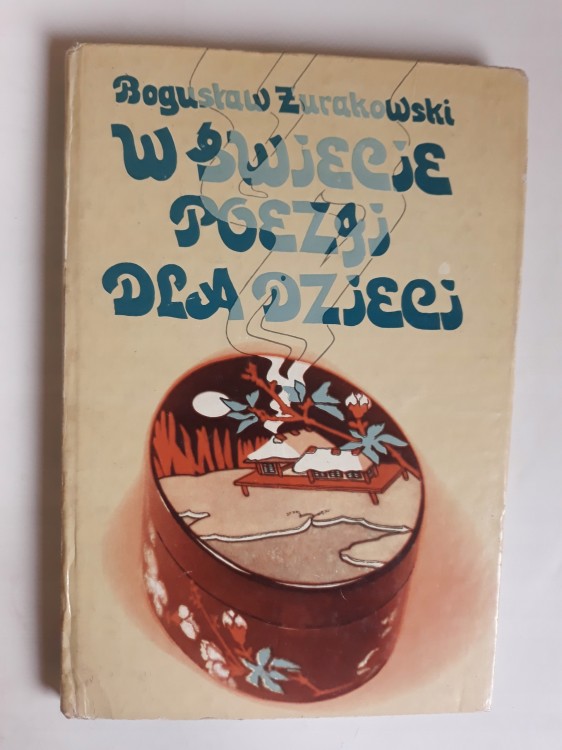 Bogusław Żurakowski
W ŚWIECIE
POEZJI
DLA DZIECI